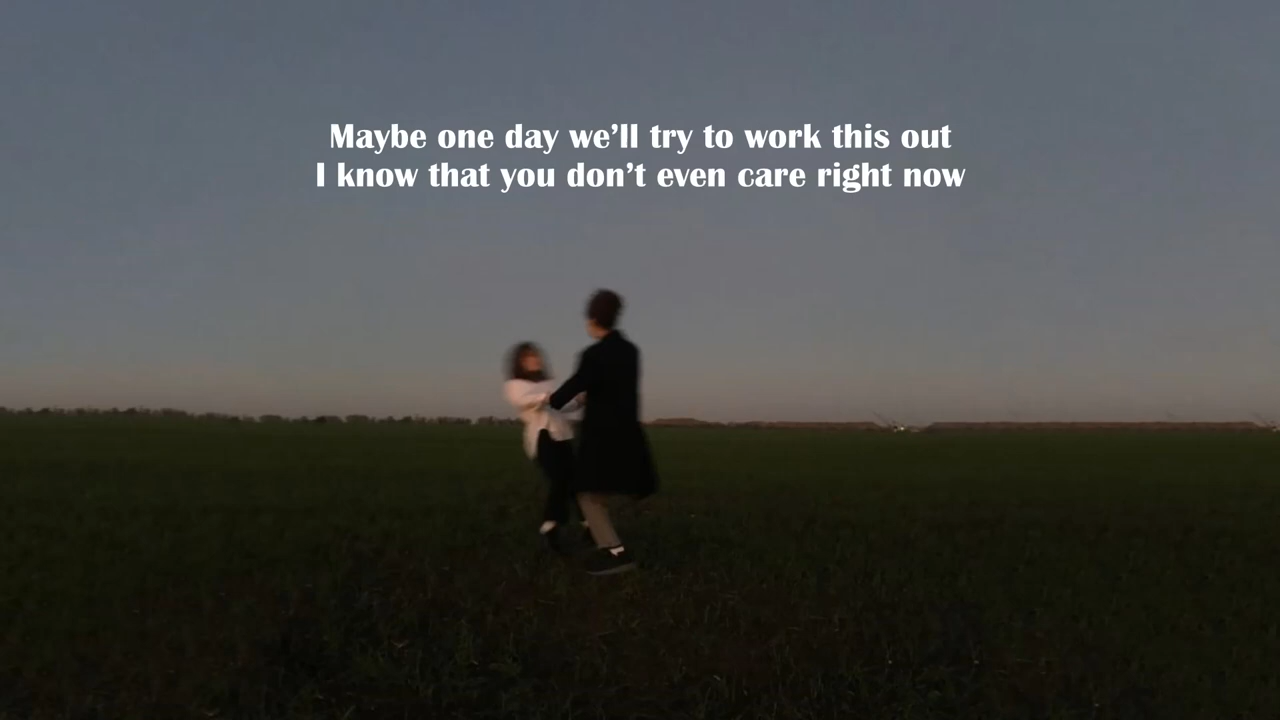 Maybe one day we’ll try to work this out
I know that you don’t even care right now